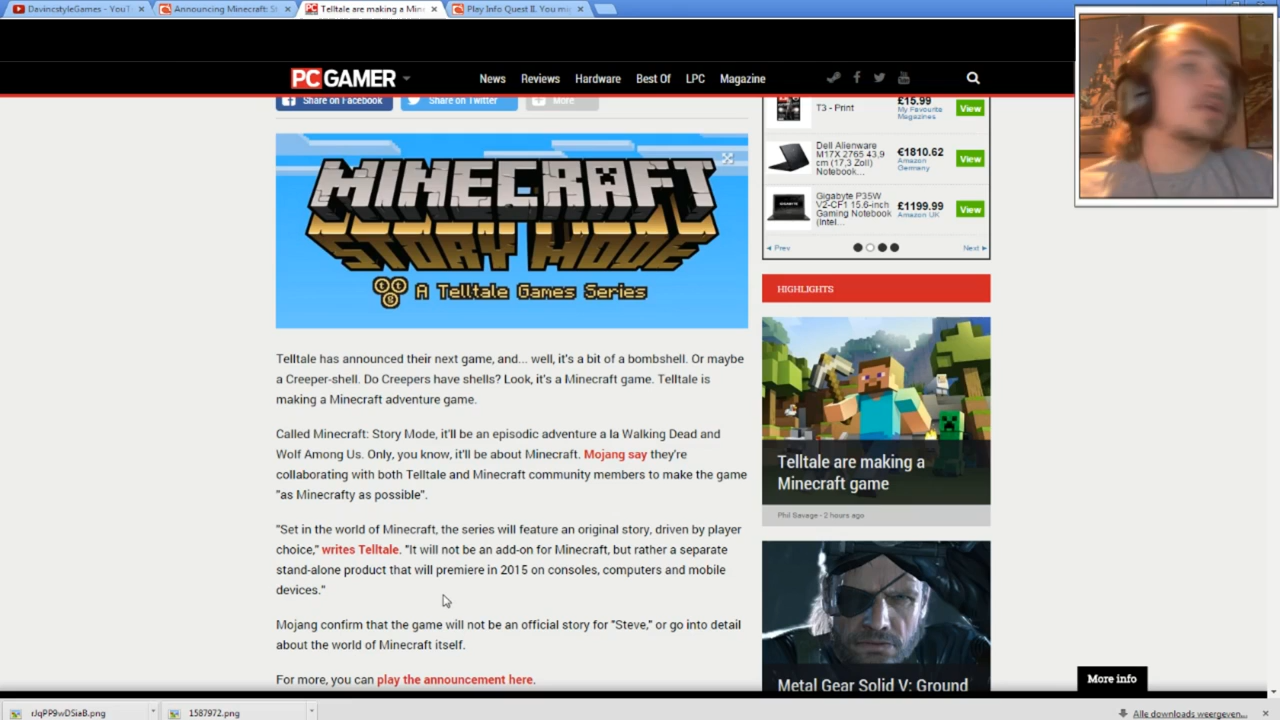 DavincstyleGames - YouT
Announcing Minecraft: St
Telltale are making a Mine
Play Info Quest II. You mi
PC GAMER
News
Reviews
Hardware
Best Of
LPC
Magazine
Share on Facebook
Share on Twitter
More
T3 - Print
£15.99
My Favourite
Magazines
View
Dell Alienware
M17X 2765 43,9
cm (17,3 Zoll)
Notebook...
€1810.62
Amazon
Germany
View
Gigabyte P35W
V2-CF1 15.6-inch
Gaming Notebook
(Intel...
£1199.99
Amazon UK
View
Prev
Next
MINECRAFT
STORY MODE
A Telltale Games Series
HIGHLIGHTS
Telltale has announced their next game, and... well, it's a bit of a bombshell. Or maybe
a Creeper-shell. Do Creepers have shells? Look, it's a Minecraft game. Telltale is
making a Minecraft adventure game.
Called Minecraft: Story Mode, it'll be an episodic adventure a la Walking Dead and
Wolf Among Us. Only, you know, it'll be about Minecraft. Mojang say they're
collaborating with both Telltale and Minecraft community members to make the game
"as Minecrafty as possible".
"Set in the world of Minecraft, the series will feature an original story, driven by player
choice," writes Telltale. "It will not be an add-on for Minecraft, but rather a separate
stand-alone product that will premiere in 2015 on consoles, computers and mobile
devices."
Mojang confirm that the game will not be an official story for "Steve," or go into detail
about the world of Minecraft itself.
For more, you can play the announcement here.
Telltale are making a
Minecraft game
Phil Savage - 2 hours ago
Metal Gear Solid V: Ground
More info
rJqPP9wDSiaB.png
1587972.png
Alle downloads weergeven...